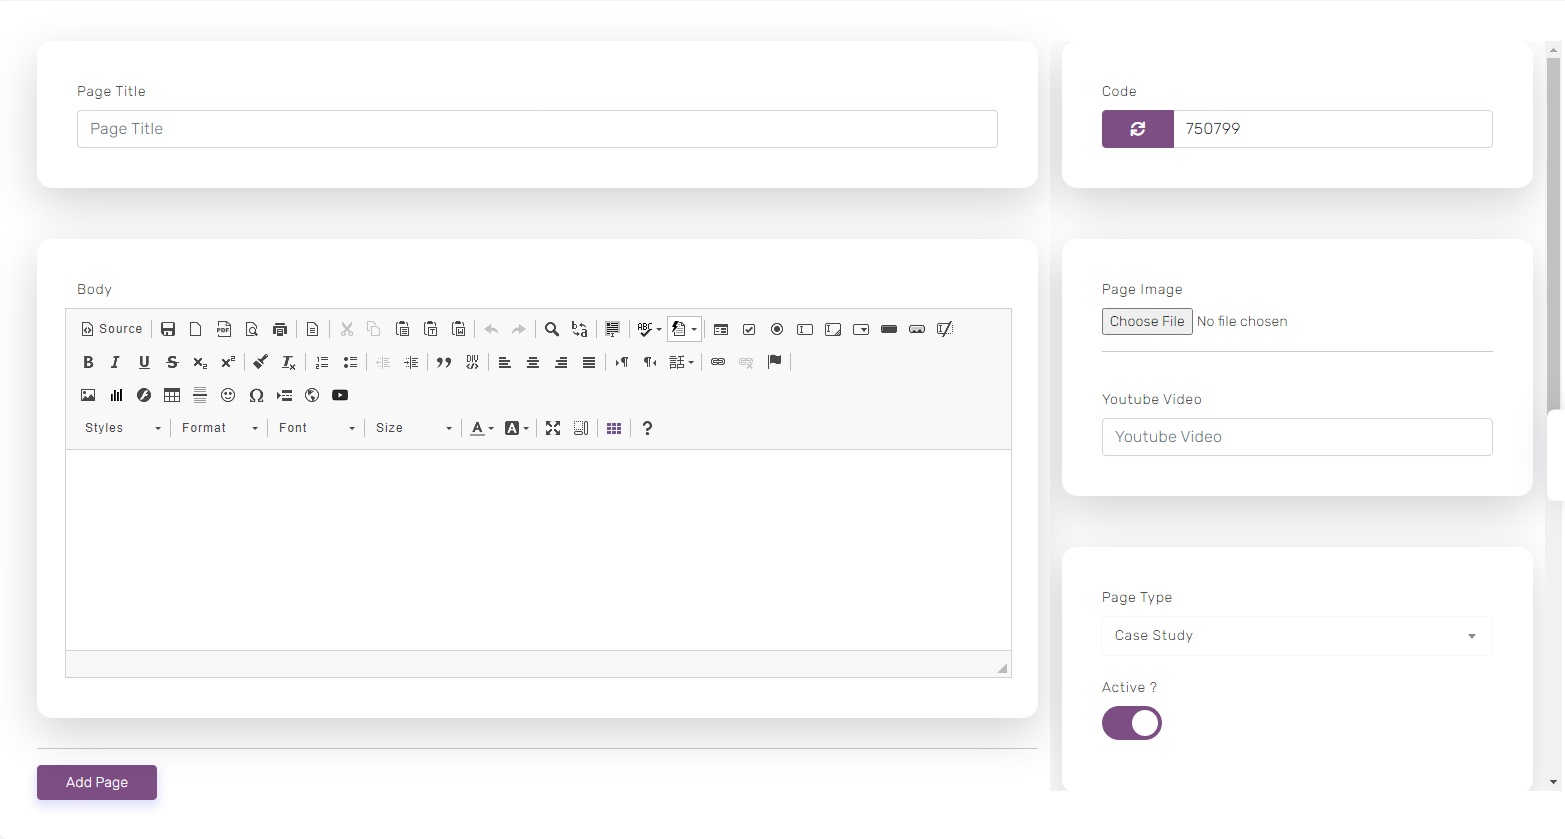 Page Title
Page Title
Code
750799
Body
Source
Styles
Format
Font
Size
Add Page
Page Image
Choose File No file chosen
Youtube Video
Youtube Video
Page Type
Case Study
Active ?